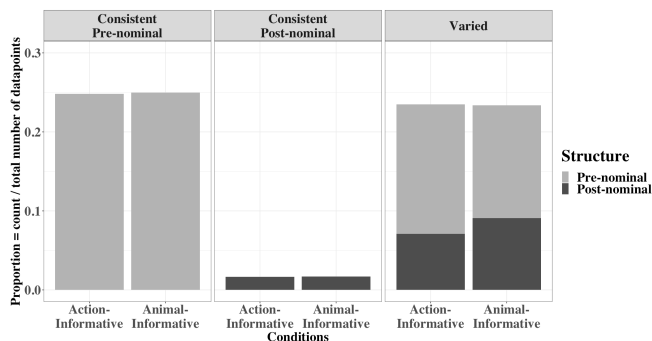 Consistent
Pre-nominal
Consistent
Post-nominal
Varied
Proportion = count / total number of datapoints
0.3
0.2
0.1
0.0
Action-
Informative
Animal-
Informative
Action-
Informative
Animal-
Informative
Action-
Informative
Animal-
Informative
Conditions
Structure
Pre-nominal
Post-nominal